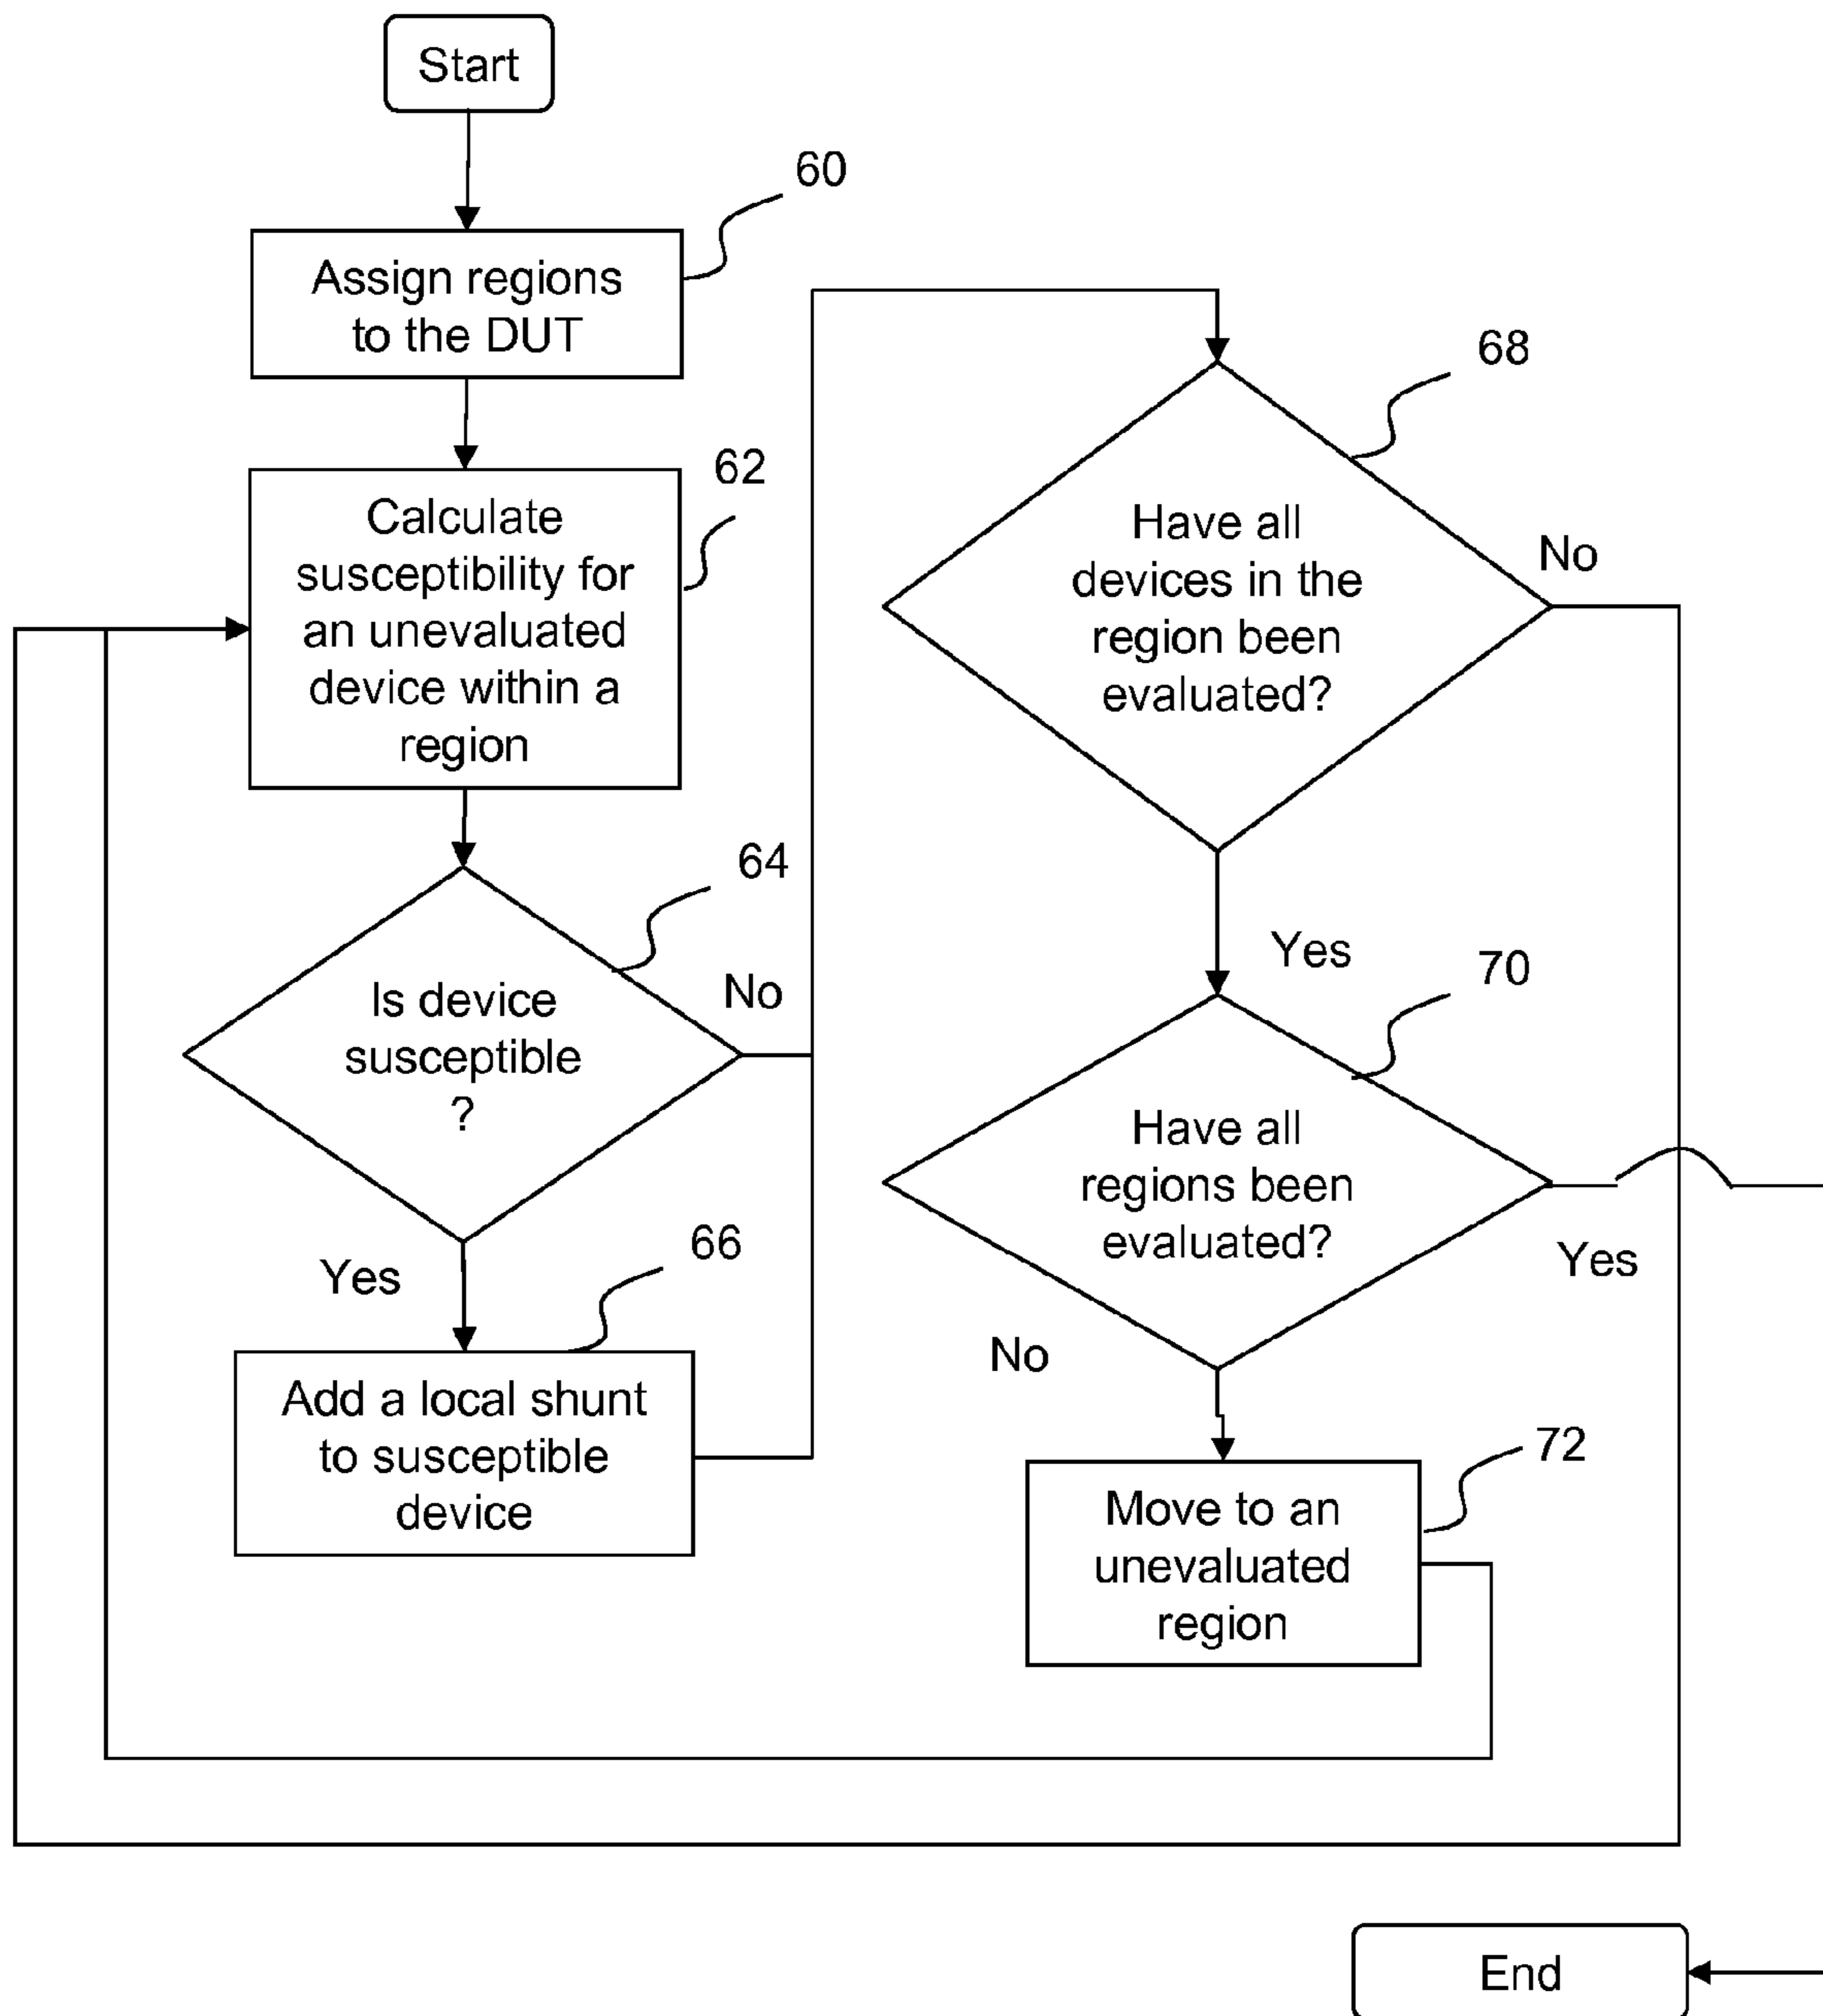 Start
60
Assign regions
to the DUT
62
Calculate
susceptibility for
an unevaluated
device within a
region
64
Is device
susceptible
?
No
Yes
66
Add a local shunt
to susceptible
device
68
Have all
devices in the
region been
evaluated?
No
Yes
70
Have all
regions been
evaluated?
Yes
No
72
Move to an
unevaluated
region
End